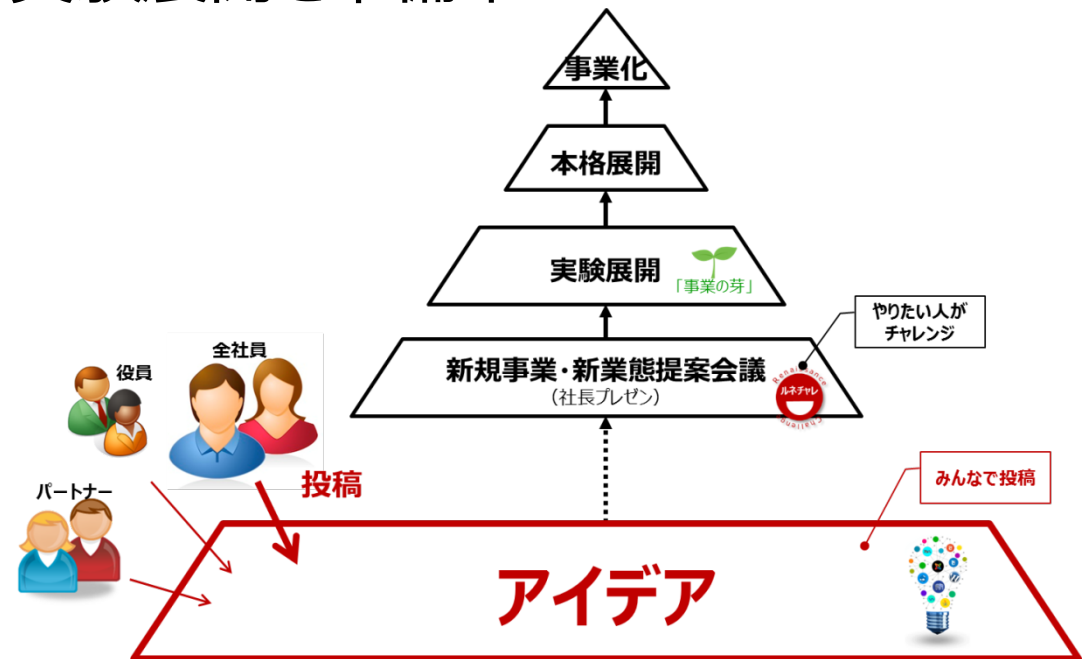 事業化
本格展開
実験展開
「事業の芽」
やりたい人が
チャレンジ
新規事業・新業態提案会議
(社長プレゼン)
Renaissance
ルネチャレ
Challenge
役員
全社員
パートナー
投稿
みんなで投稿
アイデア